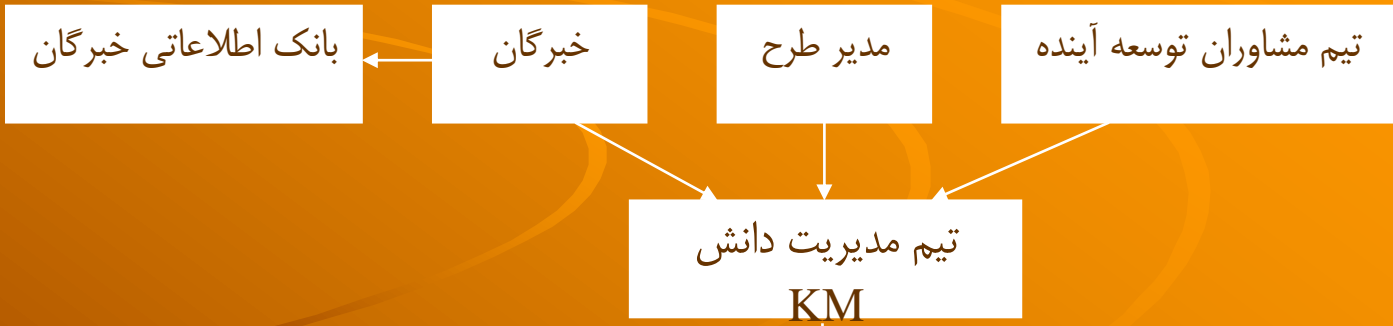 تیم مشاوران توسعه آینده
مدیر طرح
خبرگان
بانک اطلاعاتی خبرگان
تیم مدیریت دانش
KM